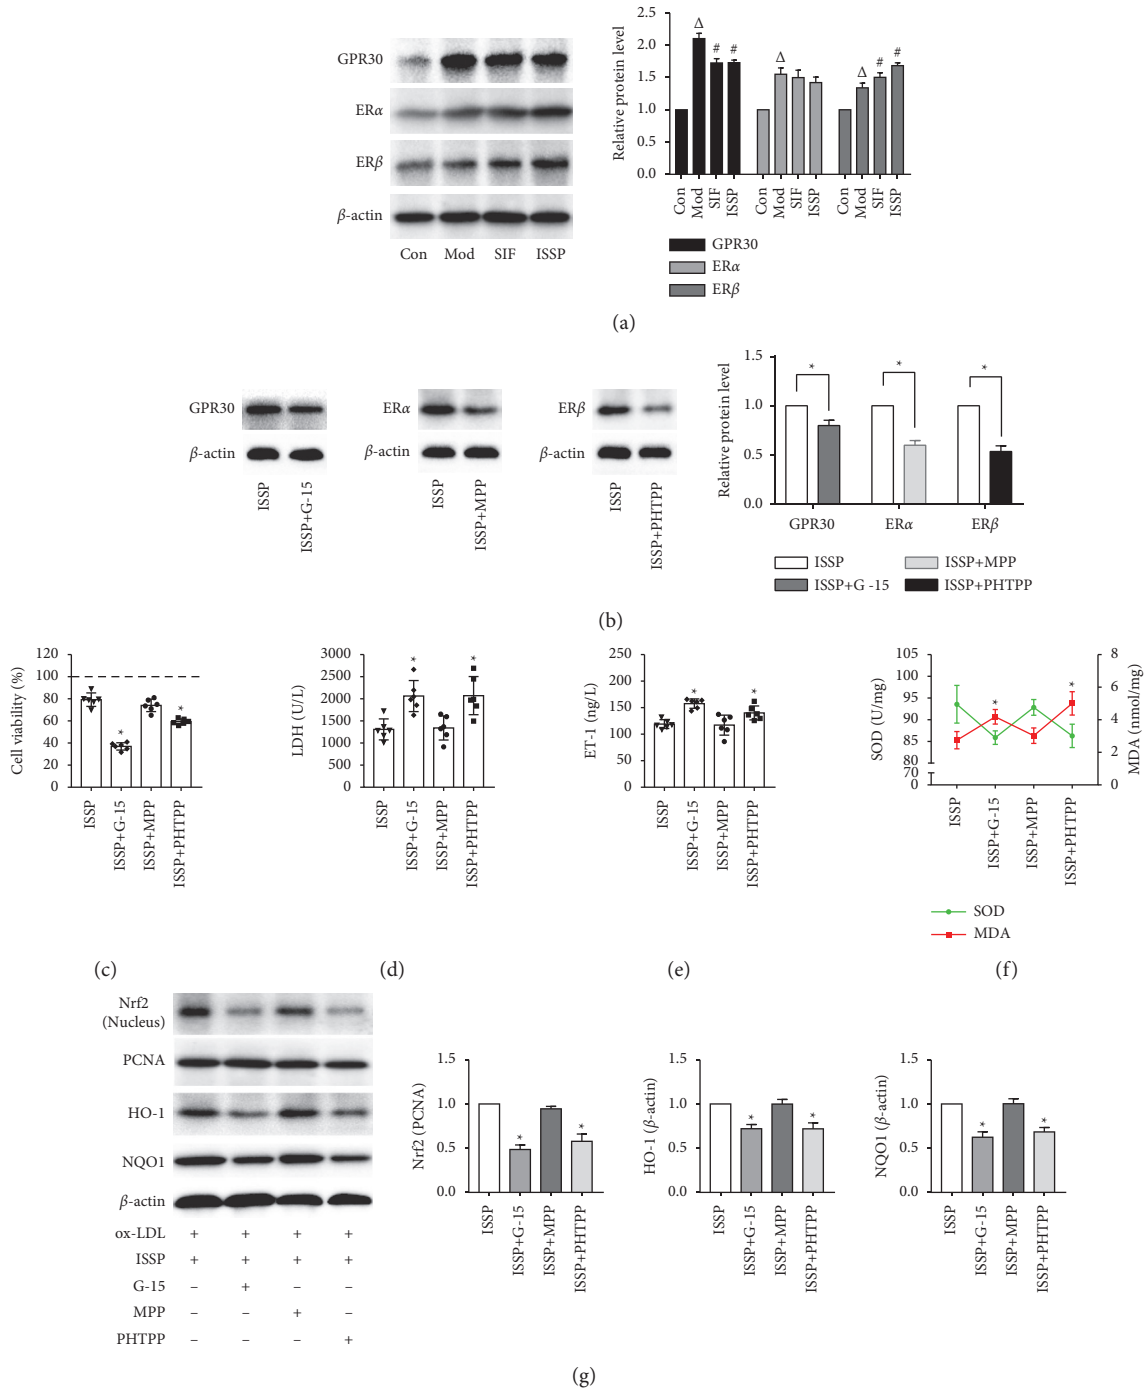 GPR30
ERα
ERβ
β-actin
Con Mod SIF ISSP
Relative protein level
2.5
2.0
1.5
1.0
0.5
0.0
Δ # #
Δ
Δ # #
Con Mod SIF ISSP Con Mod SIF ISSP Con Mod SIF ISSP
GPR30
ERα
ERβ
(a)
GPR30
β-actin
ISSP ISSP+G-15
ERα
β-actin
ISSP ISSP+MPP
ERβ
β-actin
ISSP ISSP+PHTPP
Relative protein level
1.5
1.0
0.5
0.0
* * *
GPR30 ERα ERβ
ISSP ISSP+MPP
ISSP+G -15 ISSP+PHTPP
(b)
Cell viability (%)
120
100
80
60
40
20
0
* *
ISSP ISSP+G-15 ISSP+MPP ISSP+PHTPP
(c)
LDH (U/L)
3000
2500
2000
1500
1000
500
0
* *
ISSP ISSP+G-15 ISSP+MPP ISSP+PHTPP
(d)
ET-1 (ng/L)
250
200
150
100
50
0
* *
ISSP ISSP+G-15 ISSP+MPP ISSP+PHTPP
(e)
SOD (U/mg)
105
100
95
90
85
80
70
0
MDA (nmol/mg)
8
6
4
2
0
* *
ISSP ISSP+G-15 ISSP+MPP ISSP+PHTPP
SOD
MDA
(f)
Nrf2
(Nucleus)
PCNA
HO-1
NQO1
β-actin
ox-LDL + + + +
ISSP + + + +
G-15 – + – –
MPP – – + –
PHTPP – – – +
Nrf2 (PCNA)
1.5
1.0
0.5
0.0
* *
ISSP ISSP+G-15 ISSP+MPP ISSP+PHTPP
HO-1 (β-actin)
1.5
1.0
0.5
0.0
* *
ISSP ISSP+G-15 ISSP+MPP ISSP+PHTPP
NQO1 (β-actin)
1.5
1.0
0.5
0.0
* *
ISSP ISSP+G-15 ISSP+MPP ISSP+PHTPP
(g)